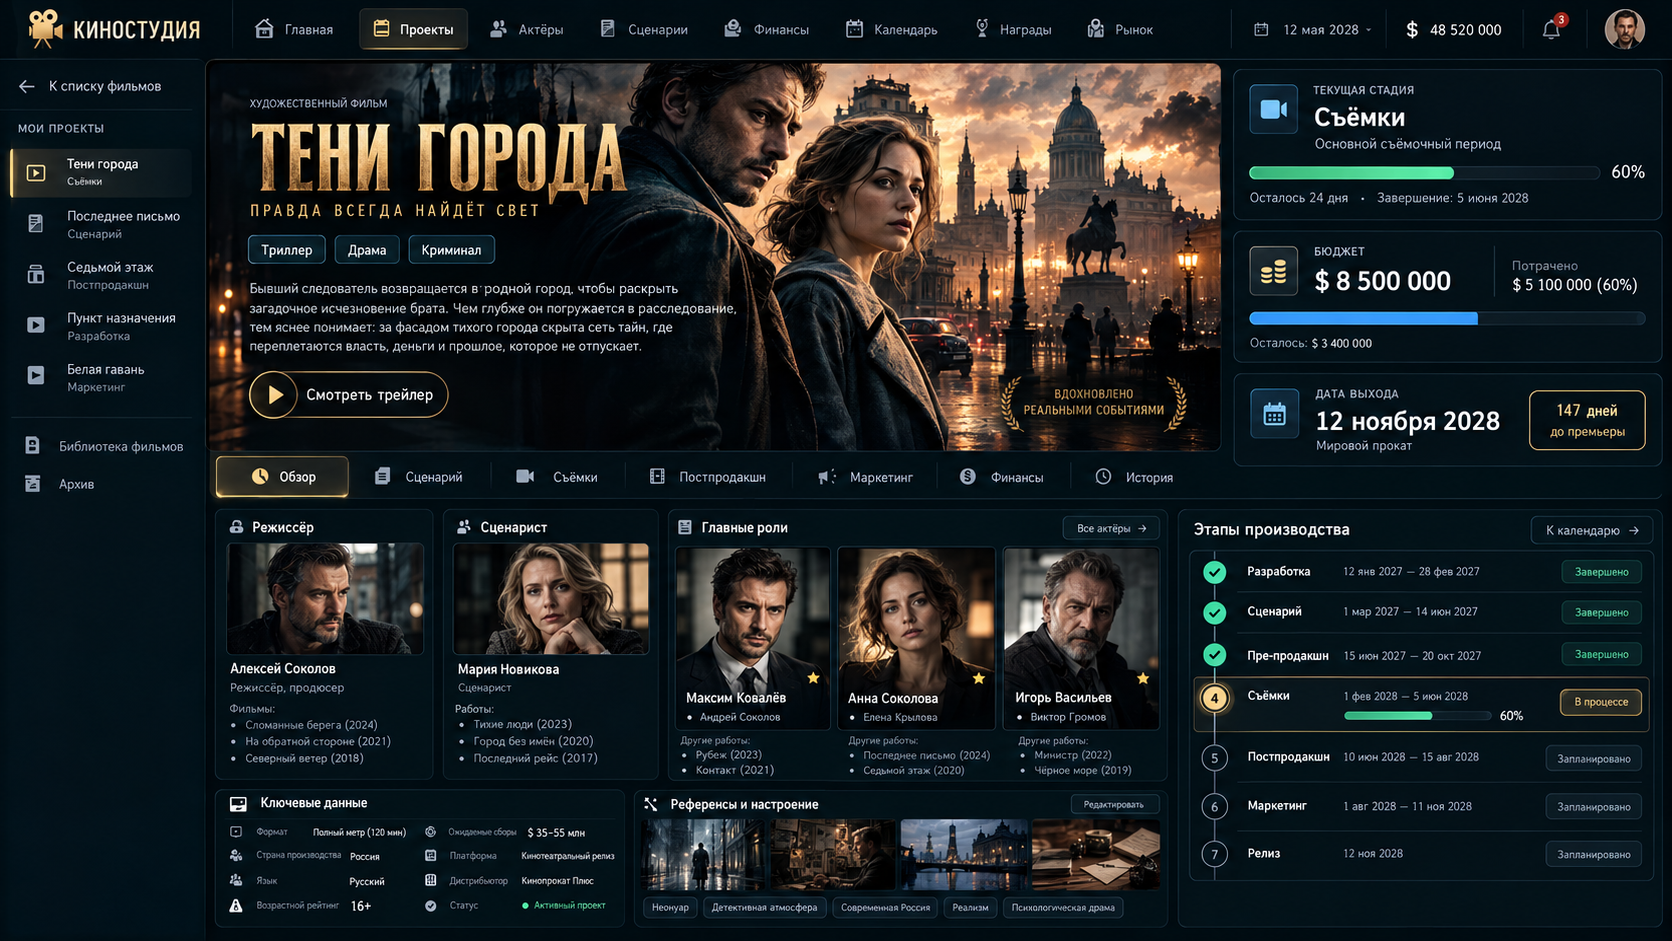 КИНОСТУДИЯ
Главная
Проекты
Актёры
Сценарии
Финансы
Календарь
Награды
Рынок
12 мая 2028
$ 48 520 000
3
К списку фильмов
МОИ ПРОЕКТЫ
Тени города
Съёмки
Последнее письмо
Сценарий
Седьмой этаж
Постпродакшн
Пункт назначения
Разработка
Белая гавань
Маркетинг
Библиотека фильмов
Архив
ХУДОЖЕСТВЕННЫЙ ФИЛЬМ
ТЕНИ ГОРОДА
ПРАВДА ВСЕГДА НАЙДЁТ СВЕТ
Триллер
Драма
Криминал
Бывший следователь возвращается в родной город, чтобы раскрыть
загадочное исчезновение брата. Чем глубже он погружается в расследование,
тем яснее понимает: за фасадом тихого города скрыта сеть тайн, где
переплетаются власть, деньги и прошлое, которое не отпускает.
Смотреть трейлер
ВДОХНОВЛЕНО
РЕАЛЬНЫМИ СОБЫТИЯМИ
ТЕКУЩАЯ СТАДИЯ
Съёмки
Основной съёмочный период
60%
Осталось 24 дня • Завершение: 5 июня 2028
БЮДЖЕТ
$ 8 500 000
Потрачено
$ 5 100 000 (60%)
Осталось: $ 3 400 000
ДАТА ВЫХОДА
12 ноября 2028
Мировой прокат
147 дней
до премьеры
Обзор
Сценарий
Съёмки
Постпродакшн
Маркетинг
Финансы
История
Режиссёр
Алексей Соколов
Режиссёр, продюсер
Фильмы:
• Сломанные берега (2024)
• На обратной стороне (2021)
• Северный ветер (2018)
Сценарист
Мария Новикова
Сценарист
Работы:
• Тихие люди (2023)
• Город без имён (2020)
• Последний рейс (2017)
Главные роли
Все актёры →
Максим Ковалёв
• Андрей Соколов
Другие работы:
• Рубеж (2023)
• Контакт (2021)
Анна Соколова
• Елена Крылова
Другие работы:
• Последнее письмо (2024)
• Седьмой этаж (2020)
Игорь Васильев
• Виктор Громов
Другие работы:
• Министр (2022)
• Чёрное море (2019)
Этапы производства
К календарю →
Разработка 12 янв 2027 — 28 фев 2027 Завершено
Сценарий 1 мар 2027 — 14 июн 2027 Завершено
Пре-продакшн 15 июн 2027 — 20 окт 2027 Завершено
4 Съёмки 1 фев 2028 — 5 июн 2028 В процессе
60%
5 Постпродакшн 10 июн 2028 — 15 авг 2028 Запланировано
6 Маркетинг 1 авг 2028 — 11 ноя 2028 Запланировано
7 Релиз 12 ноя 2028 Запланировано
Ключевые данные
Формат Полный метр (120 мин)
Страна производства Россия
Язык Русский
Возрастной рейтинг 16+
Ожидаемые сборы $ 35–55 млн
Платформа Кинотеатральный релиз
Дистрибьютор Кинопрокат Плюс
Статус Активный проект
Референсы и настроение
Редактировать
Неонуар
Детективная атмосфера
Современная Россия
Реализм
Психологическая драма